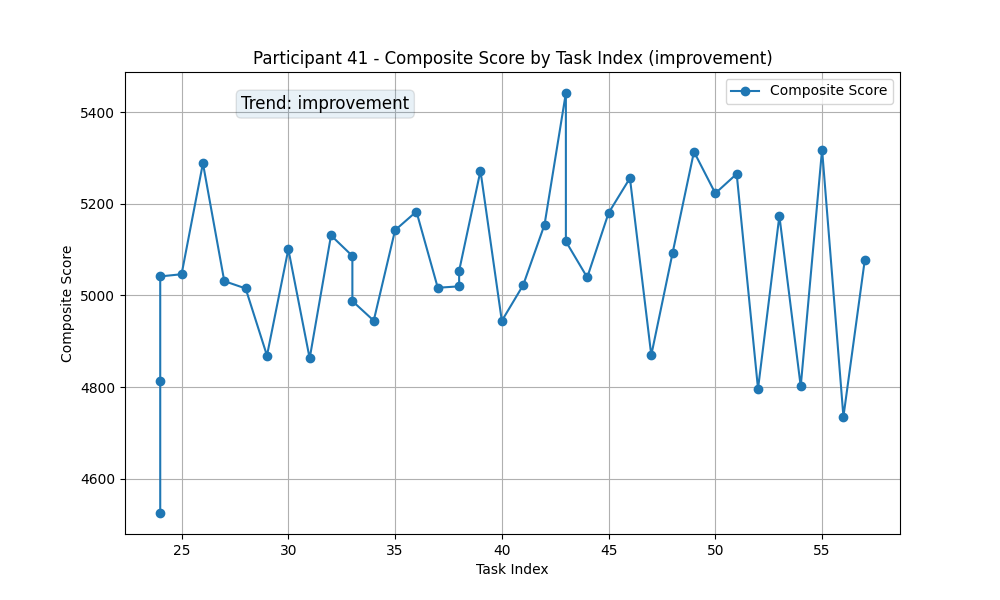 Participant 41 - Composite Score by Task Index (improvement)
Trend: improvement
Composite Score
5400
5200
5000
4800
4600
Composite Score
25 30 35 40 45 50 55
Task Index